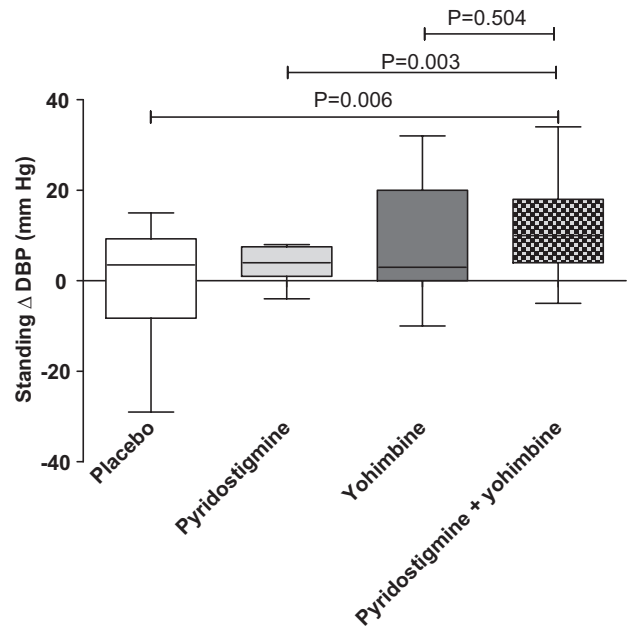 P=0.504
P=0.003
P=0.006
Standing Δ DBP (mm Hg)
40
20
0
-20
-40
Placebo
Pyridostigmine
Yohimbine
Pyridostigmine + yohimbine